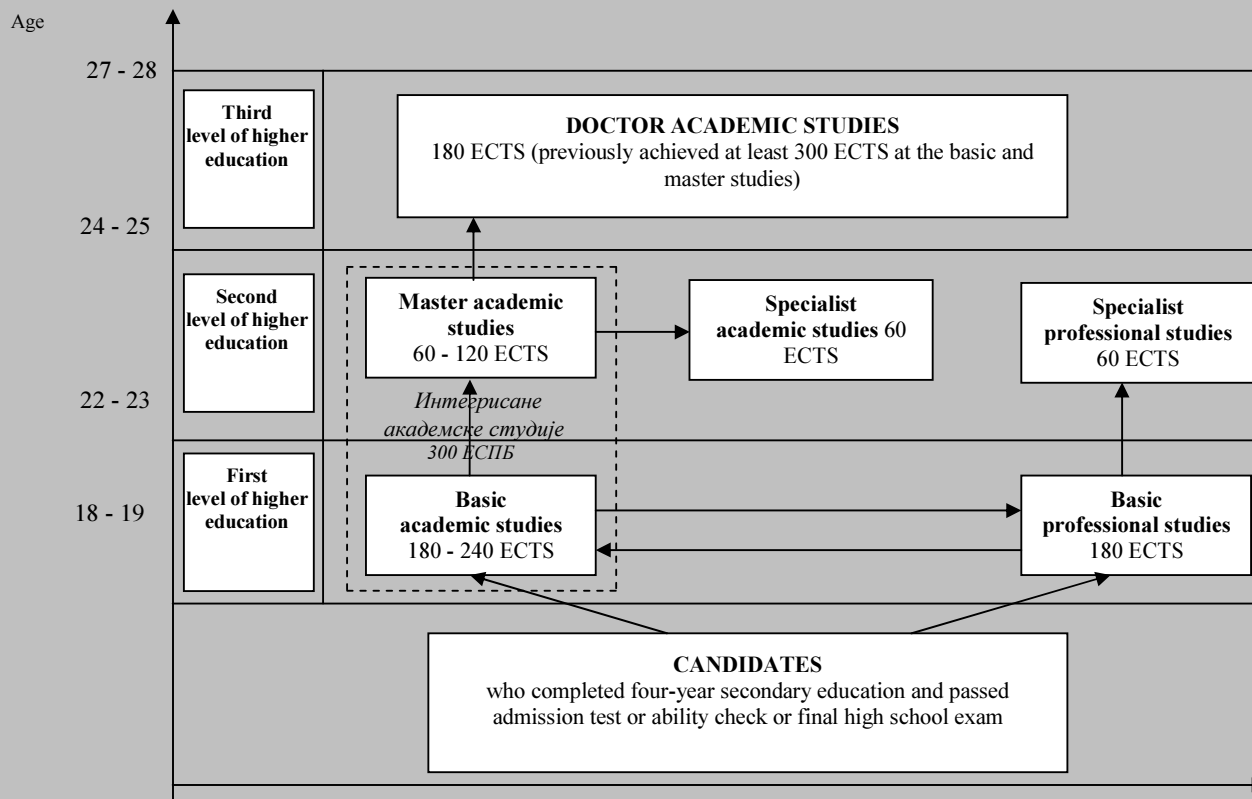 Age
27 - 28
Third
level of higher
education
DOCTOR ACADEMIC STUDIES
180 ECTS (previously achieved at least 300 ECTS at the basic and
master studies)
24 - 25
Second
level of higher
education
Master academic
studies
60 - 120 ECTS
Specialist
academic studies 60
ECTS
Specialist
professional studies
60 ECTS
22 - 23
Интегрисане
академске студије
300 ЕСПБ
First
level of higher
education
18 - 19
Basic
academic studies
180 - 240 ECTS
Basic
professional studies
180 ECTS
CANDIDATES
who completed four-year secondary education and passed
admission test or ability check or final high school exam